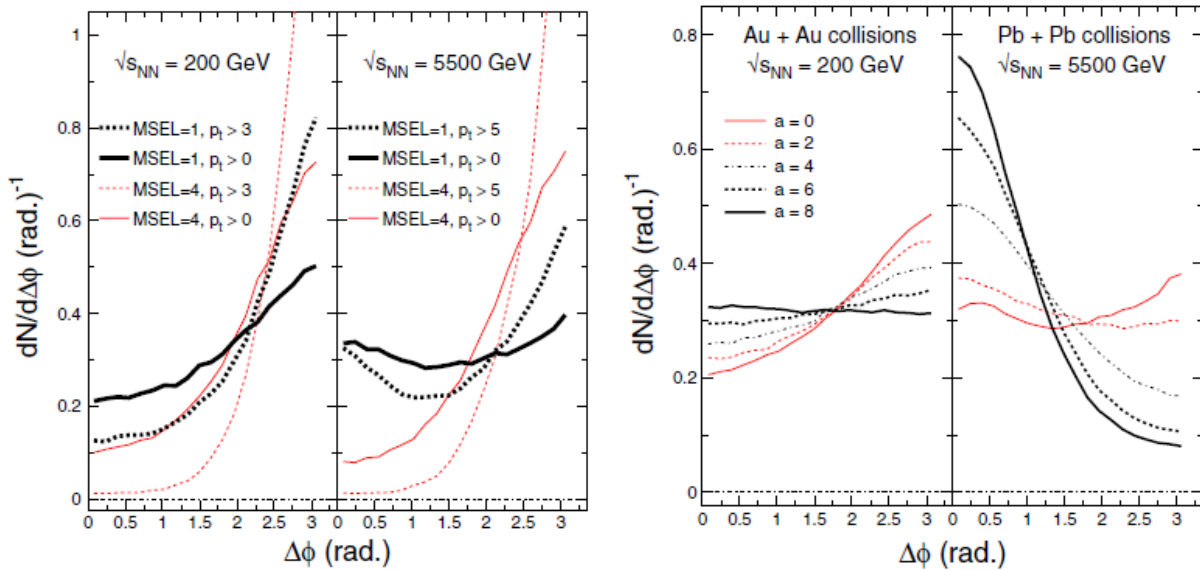 √sNN = 200 GeV
MSEL=1, pt > 3
MSEL=1, pt > 0
MSEL=4, pt > 3
MSEL=4, pt > 0
√sNN = 5500 GeV
MSEL=1, pt > 5
MSEL=1, pt > 0
MSEL=4, pt > 5
MSEL=4, pt > 0
dN/dΔϕ (rad.)⁻¹
1
0.8
0.6
0.4
0.2
0
0 0.5 1 1.5 2 2.5 3 0 0.5 1 1.5 2 2.5 3
Δϕ (rad.)
Au + Au collisions
√sNN = 200 GeV
a = 0
a = 2
a = 4
a = 6
a = 8
Pb + Pb collisions
√sNN = 5500 GeV
dN/dΔϕ (rad.)⁻¹
0.8
0.6
0.4
0.2
0
0 0.5 1 1.5 2 2.5 3 0 0.5 1 1.5 2 2.5 3
Δϕ (rad.)